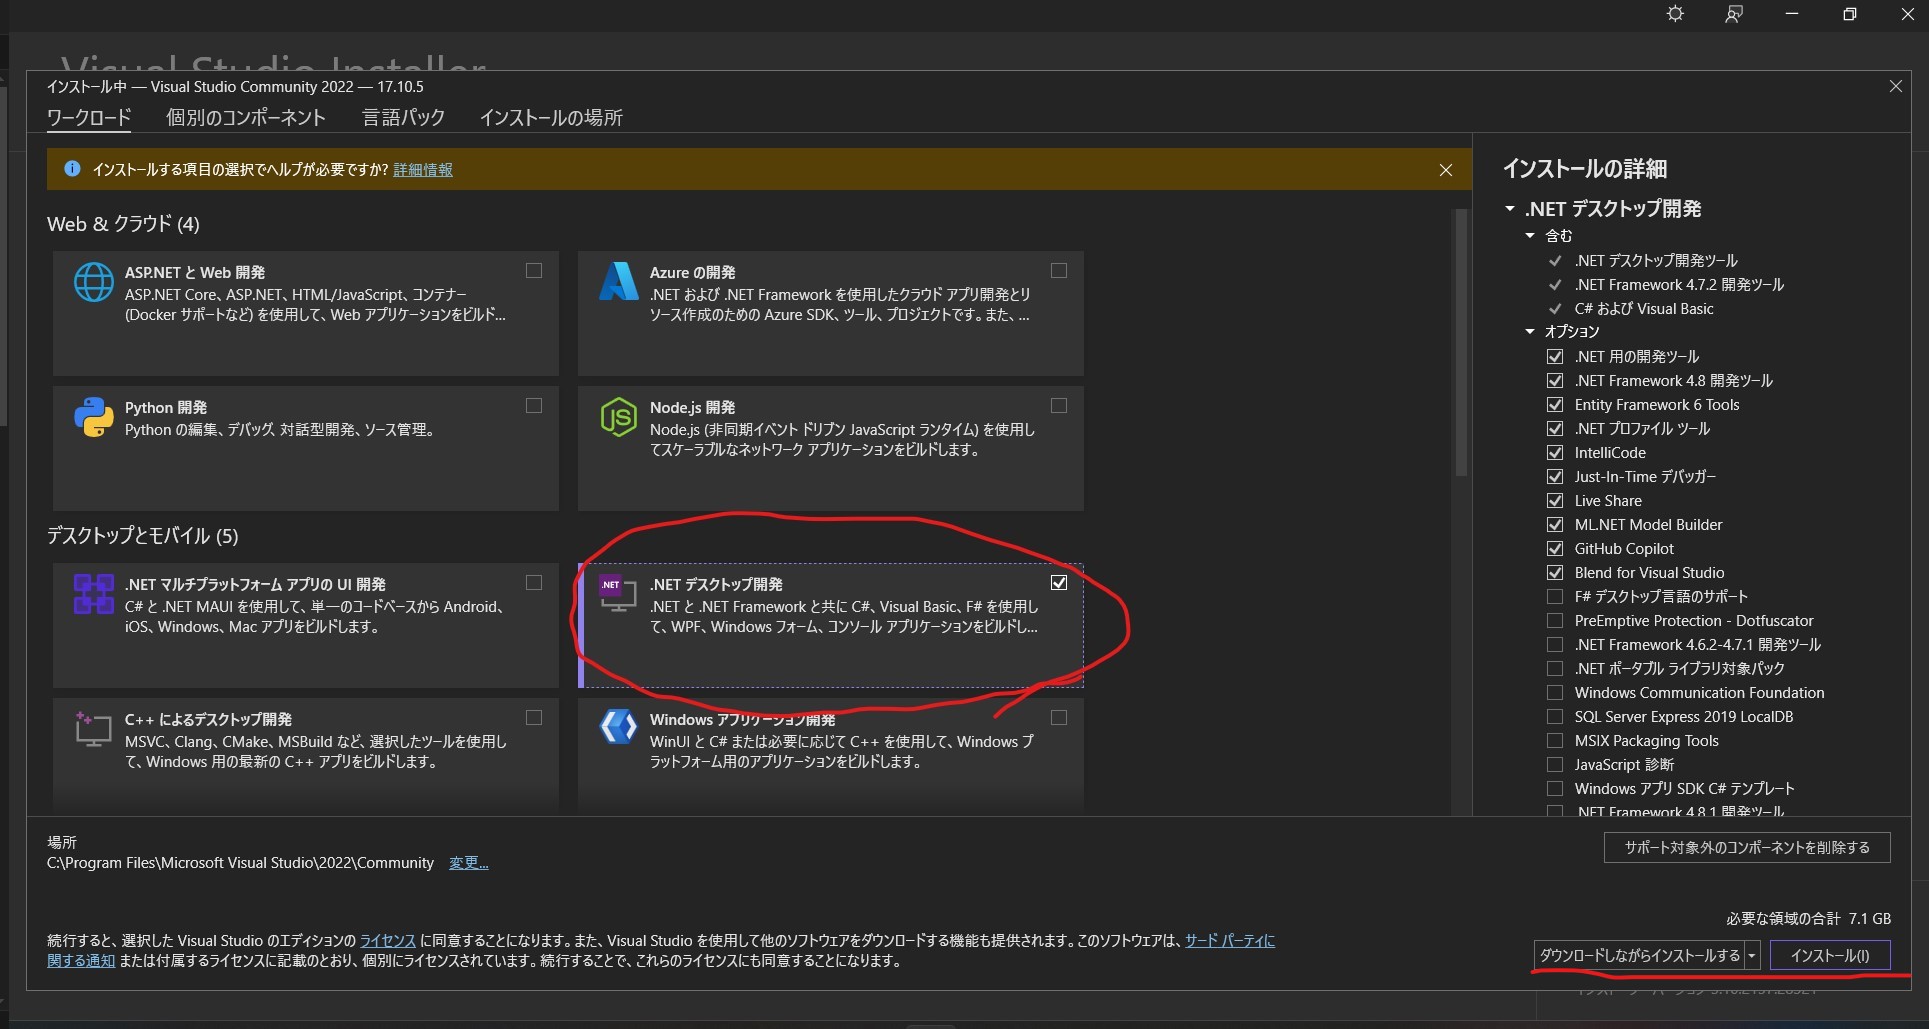 Visual Studio Installer
インストール中 — Visual Studio Community 2022 — 17.10.5
ワークロード 個別のコンポーネント 言語パック インストールの場所
インストールする項目の選択でヘルプが必要ですか? 詳細情報
Web & クラウド (4)
ASP.NET と Web 開発
ASP.NET Core、ASP.NET、HTML/JavaScript、コンテナー
(Docker サポートなど) を使用して、Web アプリケーションをビルド...
Azure の開発
.NET および .NET Framework を使用したクラウド アプリ開発とリ
ソース作成のための Azure SDK、ツール、プロジェクトです。また、...
Python 開発
Python の編集、デバッグ、対話型開発、ソース管理。
Node.js 開発
Node.js (非同期イベント ドリブン JavaScript ランタイム) を使用し
てスケーラブルなネットワーク アプリケーションをビルドします。
デスクトップとモバイル (5)
.NET マルチプラットフォーム アプリの UI 開発
C# と .NET MAUI を使用して、単一のコードベースから Android、
iOS、Windows、Mac アプリをビルドします。
.NET
.NET デスクトップ開発
.NET と .NET Framework と共に C#、Visual Basic、F# を使用し
て、WPF、Windows フォーム、コンソール アプリケーションをビルドし...
C++ によるデスクトップ開発
MSVC、Clang、CMake、MSBuild など、選択したツールを使用し
て、Windows 用の最新の C++ アプリをビルドします。
Windows アプリケーション開発
WinUI と C# または必要に応じて C++ を使用して、Windows プ
ラットフォーム用のアプリケーションをビルドします。
インストールの詳細
.NET デスクトップ開発
含む
.NET デスクトップ開発ツール
.NET Framework 4.7.2 開発ツール
C# および Visual Basic
オプション
.NET 用の開発ツール
.NET Framework 4.8 開発ツール
Entity Framework 6 Tools
.NET プロファイル ツール
IntelliCode
Just-In-Time デバッガー
Live Share
ML.NET Model Builder
GitHub Copilot
Blend for Visual Studio
F# デスクトップ言語のサポート
PreEmptive Protection - Dotfuscator
.NET Framework 4.6.2-4.7.1 開発ツール
.NET ポータブル ライブラリ対象パック
Windows Communication Foundation
SQL Server Express 2019 LocalDB
MSIX Packaging Tools
JavaScript 診断
Windows アプリ SDK C# テンプレート
.NET Framework 4.8.1 開発ツール
場所
C:\Program Files\Microsoft Visual Studio\2022\Community 変更...
サポート対象外のコンポーネントを削除する
必要な領域の合計 7.1 GB
続行すると、選択した Visual Studio のエディションの ライセンス に同意することになります。また、Visual Studio を使用して他のソフトウェアをダウンロードする機能も提供されます。このソフトウェアは、サード パーティに
関する通知 または付属するライセンスに記載のとおり、個別にライセンスされています。続行することで、これらのライセンスにも同意することになります。
ダウンロードしながらインストールする インストール(I)